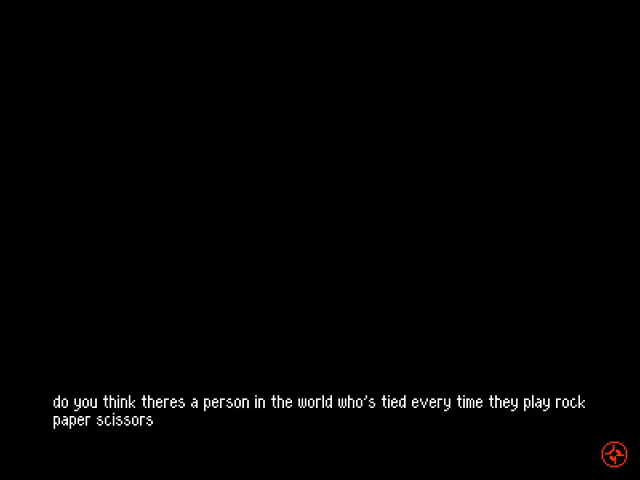 do you think theres a person in the world who's tied every time they play rock
paper scissors